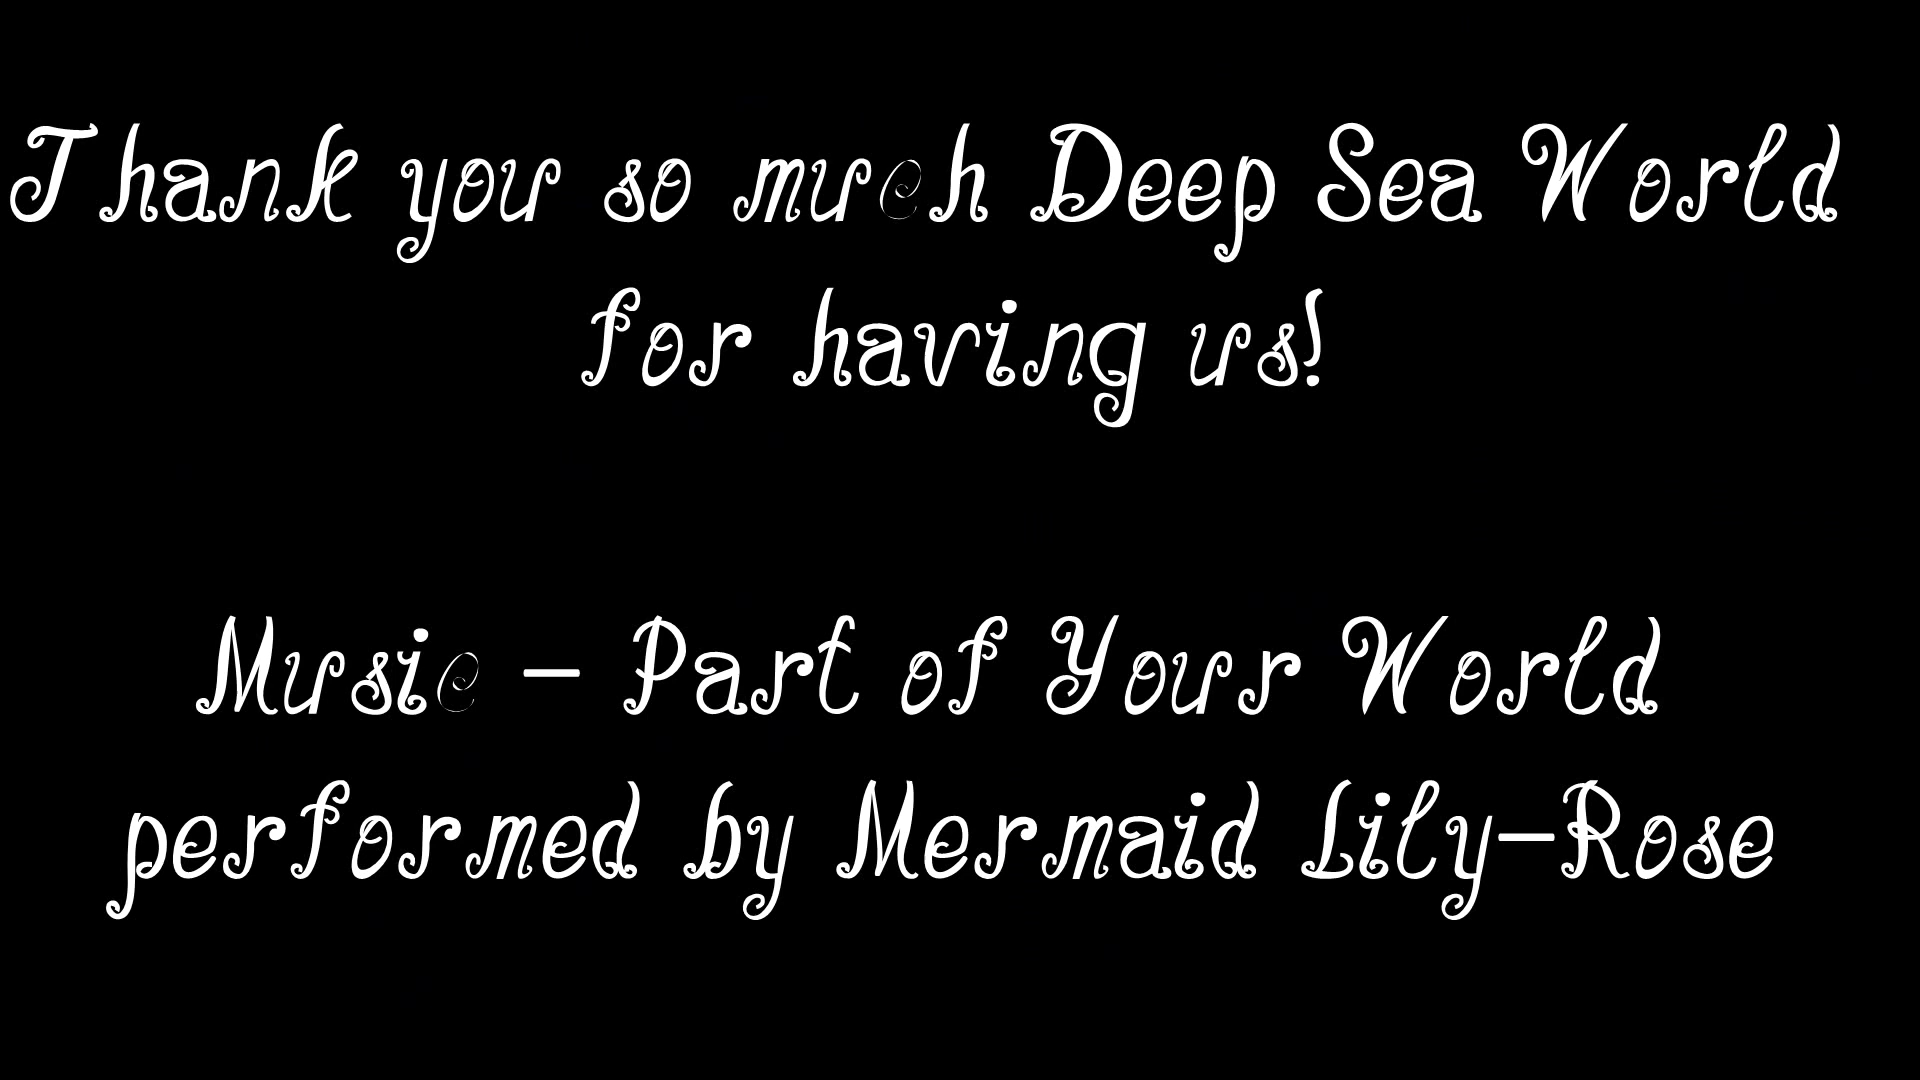 Thank you so much Deep Sea World
for having us!
Music - Part of Your World
performed by Mermaid Lily-Rose